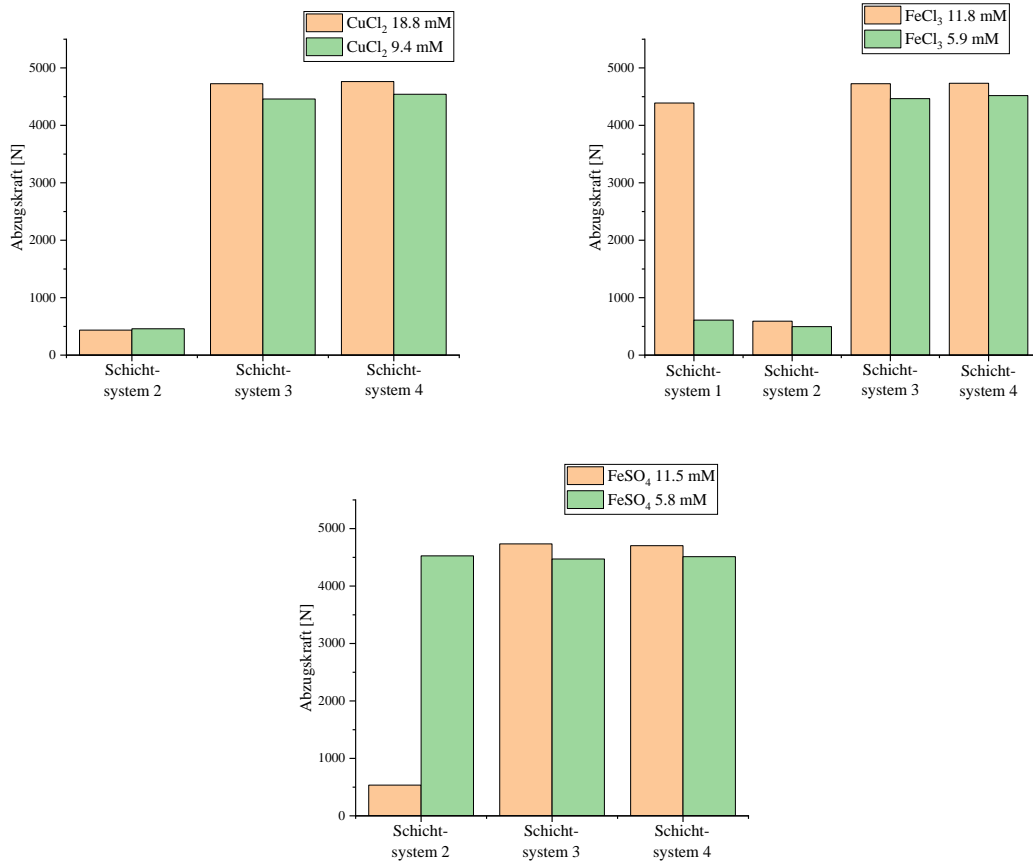 CuCl₂ 18.8 mM
CuCl₂ 9.4 mM
5000
4000
3000
2000
1000
0
Abzugskraft [N]
Schicht-
system 2
Schicht-
system 3
Schicht-
system 4
FeCl₃ 11.8 mM
FeCl₃ 5.9 mM
5000
4000
3000
2000
1000
0
Abzugskraft [N]
Schicht-
system 1
Schicht-
system 2
Schicht-
system 3
Schicht-
system 4
FeSO₄ 11.5 mM
FeSO₄ 5.8 mM
5000
4000
3000
2000
1000
0
Abzugskraft [N]
Schicht-
system 2
Schicht-
system 3
Schicht-
system 4